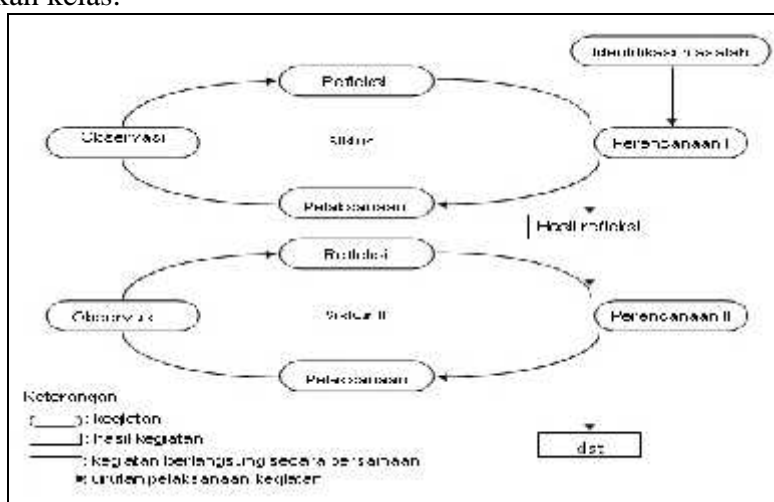 kan kelas.
Identifikasi masalah
Refleksi
Observasi
Siklus
Perencanaan I
Pelaksanaan
Hasil refleksi
Refleksi
Siklus II
Perencanaan II
Pelaksanaan
Keterangan
: kegiatan
: hasil kegiatan
: kegiatan berlangsung secara bersamaan
: urutan pelaksanaan kegiatan
dst